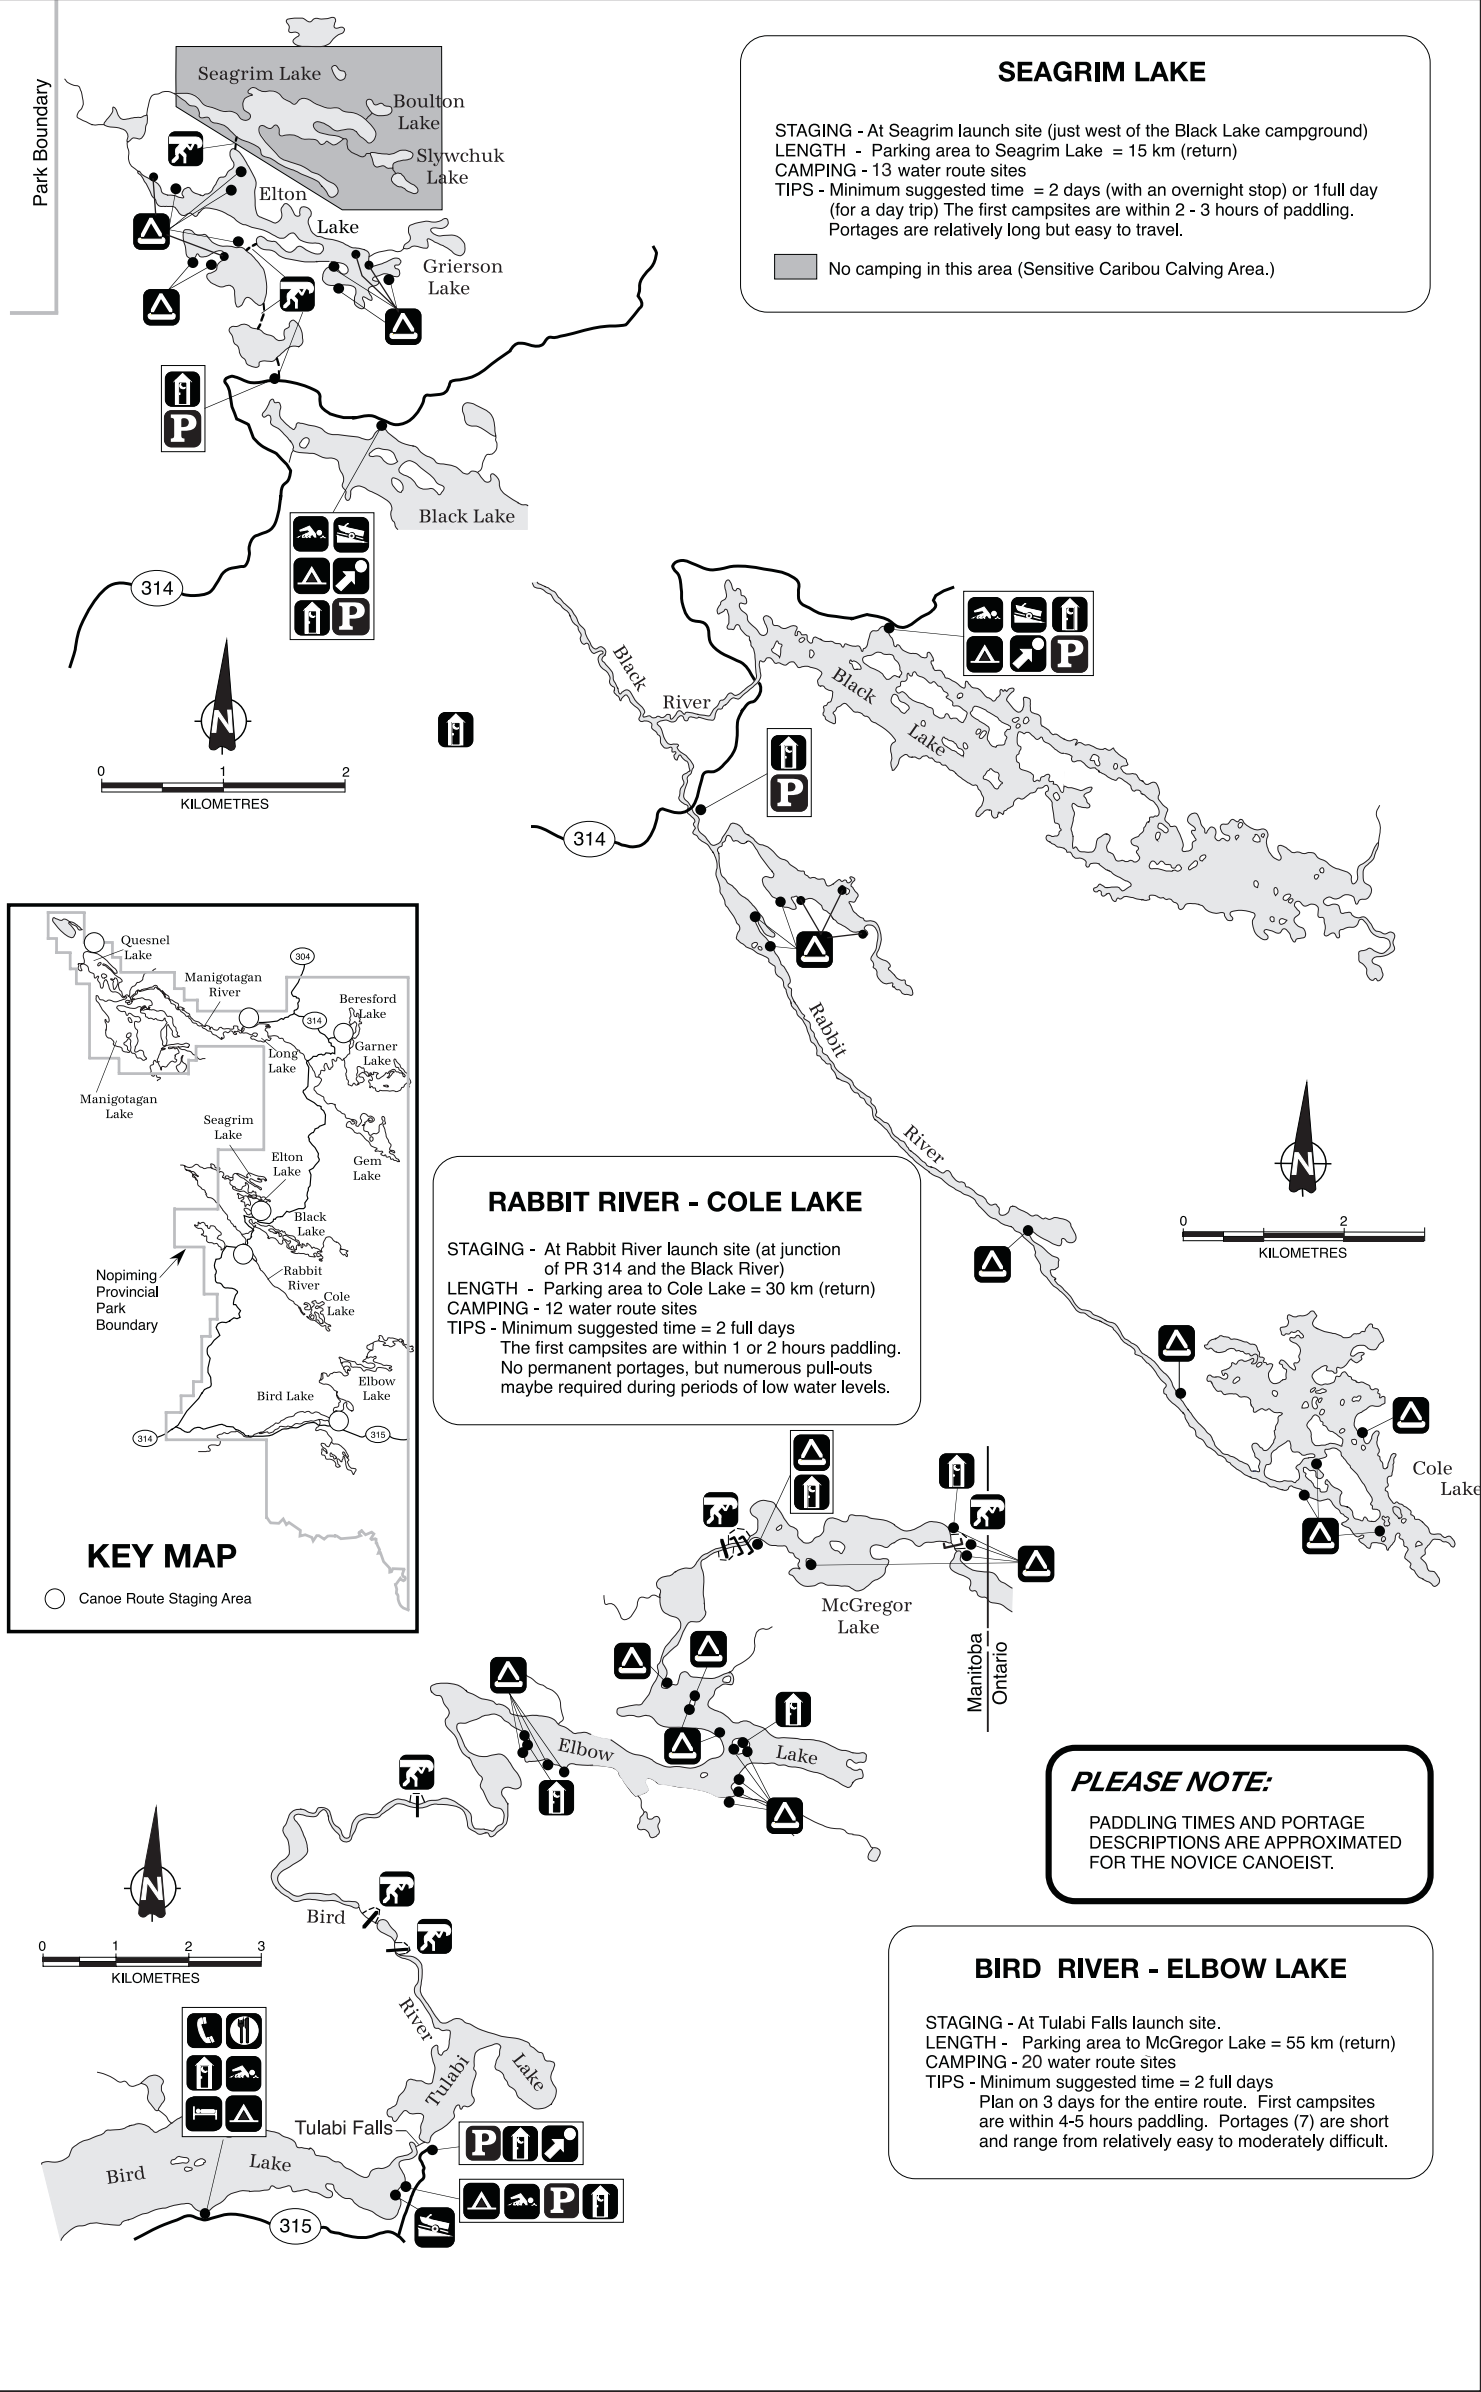 Park Boundary
Seagrim Lake
Boulton
Lake
Slywchuk
Lake
Elton
Lake
Grierson
Lake
P
Black Lake
P
314
SEAGRIM LAKE
STAGING - At Seagrim launch site (just west of the Black Lake campground)
LENGTH - Parking area to Seagrim Lake = 15 km (return)
CAMPING - 13 water route sites
TIPS - Minimum suggested time = 2 days (with an overnight stop) or 1full day
(for a day trip) The first campsites are within 2 - 3 hours of paddling.
Portages are relatively long but easy to travel.
No camping in this area (Sensitive Caribou Calving Area.)
N
0 1 2
KILOMETRES
Black
River
P
Black
Lake
P
314
Rabbit
River
N
0 2
KILOMETRES
Cole
Lake
Quesnel
Lake
Manigotagan
River
304
Beresford
Lake
314
Garner
Lake
Long
Lake
Manigotagan
Lake
Seagrim
Lake
Elton
Lake
Gem
Lake
Black
Lake
Nopiming
Provincial
Park
Boundary
Rabbit
River
Cole
Lake
3
Elbow
Lake
Bird Lake
314
315
KEY MAP
Canoe Route Staging Area
RABBIT RIVER - COLE LAKE
STAGING - At Rabbit River launch site (at junction
of PR 314 and the Black River)
LENGTH - Parking area to Cole Lake = 30 km (return)
CAMPING - 12 water route sites
TIPS - Minimum suggested time = 2 full days
The first campsites are within 1 or 2 hours paddling.
No permanent portages, but numerous pull-outs
maybe required during periods of low water levels.
McGregor
Lake
Manitoba
Ontario
Elbow
Lake
PLEASE NOTE:
PADDLING TIMES AND PORTAGE
DESCRIPTIONS ARE APPROXIMATED
FOR THE NOVICE CANOEIST.
N
0 1 2 3
KILOMETRES
Bird
River
Tulabi
Lake
Tulabi Falls
P
Bird
Lake
P
315
BIRD RIVER - ELBOW LAKE
STAGING - At Tulabi Falls launch site.
LENGTH - Parking area to McGregor Lake = 55 km (return)
CAMPING - 20 water route sites
TIPS - Minimum suggested time = 2 full days
Plan on 3 days for the entire route. First campsites
are within 4-5 hours paddling. Portages (7) are short
and range from relatively easy to moderately difficult.